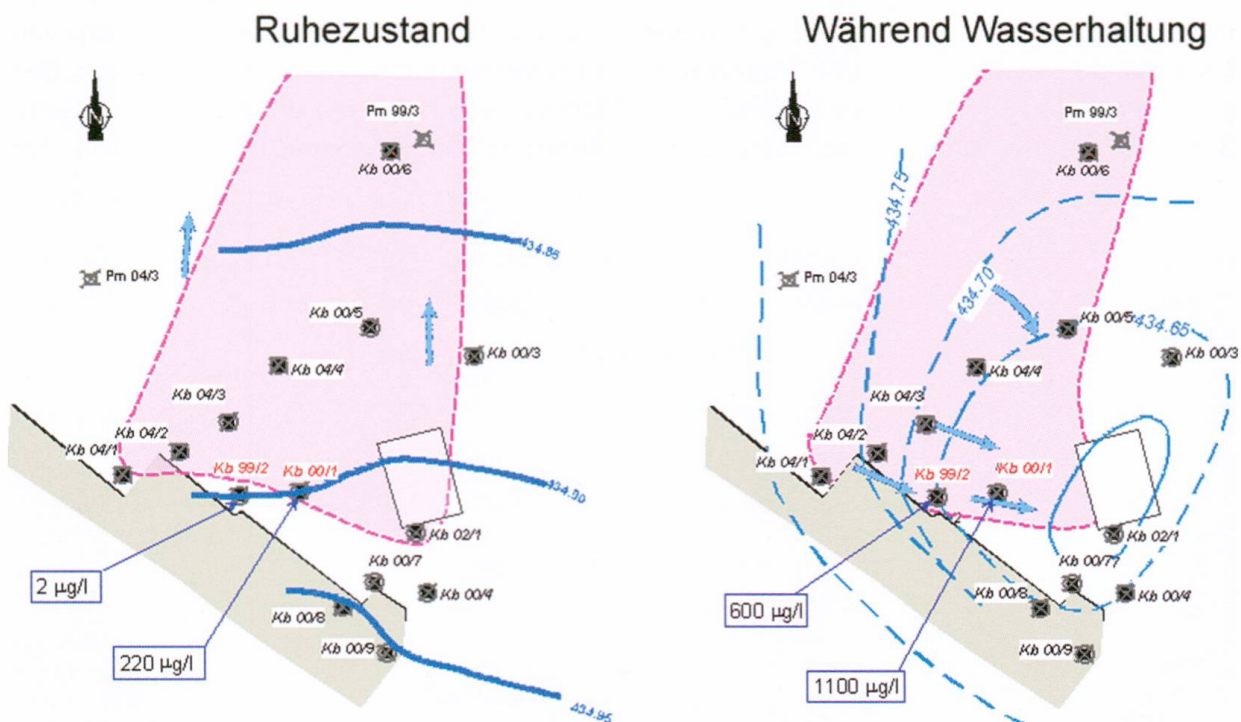 Ruhezustand
N
Pm 99/3
Kb 00/6
434.86
Pm 04/3
Kb 00/5
Kb 00/3
Kb 04/4
Kb 04/3
Kb 04/2
Kb 04/1
Kb 99/2
Kb 00/1
434.90
Kb 02/1
Kb 00/7
2 µg/l
Kb 00/4
Kb 00/8
220 µg/l
Kb 00/9
434.95
Während Wasserhaltung
N
Pm 99/3
Kb 00/6
434.75
Pm 04/3
434.70
Kb 00/5
434.65
Kb 00/3
Kb 04/4
Kb 04/3
Kb 04/2
Kb 04/1
Kb 99/2
Kb 00/1
2
Kb 02/1
Kb 00/77
600 µg/l
Kb 00/8
Kb 00/4
Kb 00/9
1100 µg/l